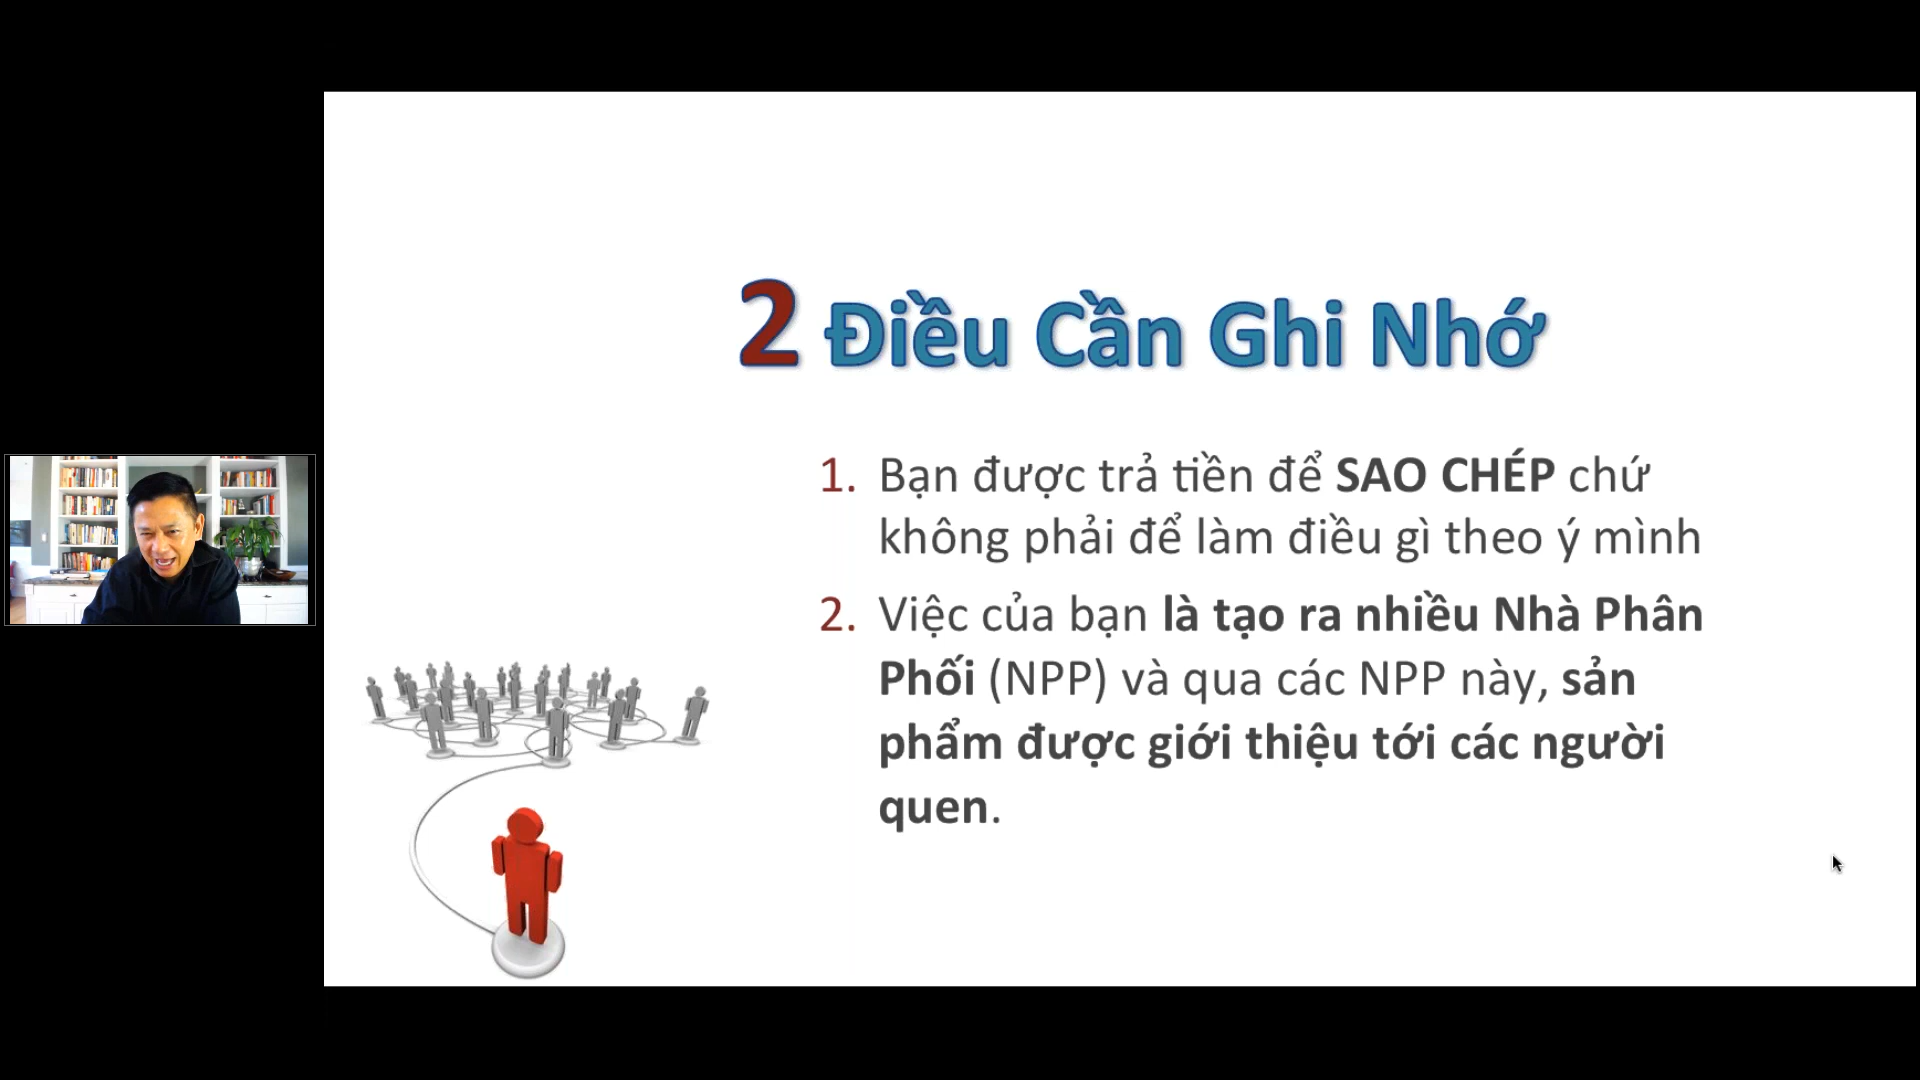 2 Điều Cần Ghi Nhớ
1. Bạn được trả tiền để SAO CHÉP chứ
không phải để làm điều gì theo ý mình
2. Việc của bạn là tạo ra nhiều Nhà Phân
Phối (NPP) và qua các NPP này, sản
phẩm được giới thiệu tới các người
quen.